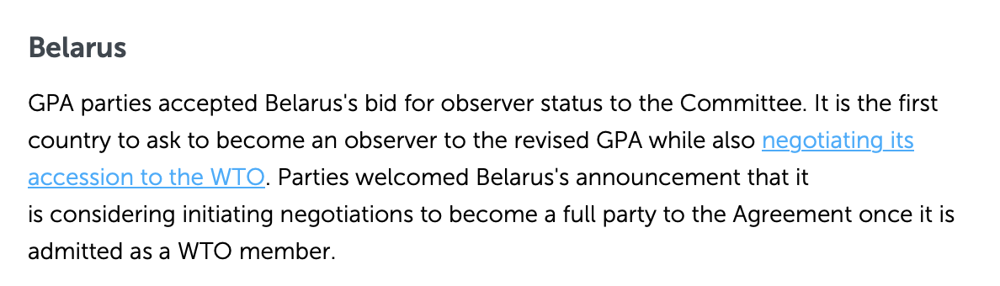 Belarus
GPA parties accepted Belarus's bid for observer status to the Committee. It is the first
country to ask to become an observer to the revised GPA while also negotiating its
accession to the WTO. Parties welcomed Belarus's announcement that it
is considering initiating negotiations to become a full party to the Agreement once it is
admitted as a WTO member.